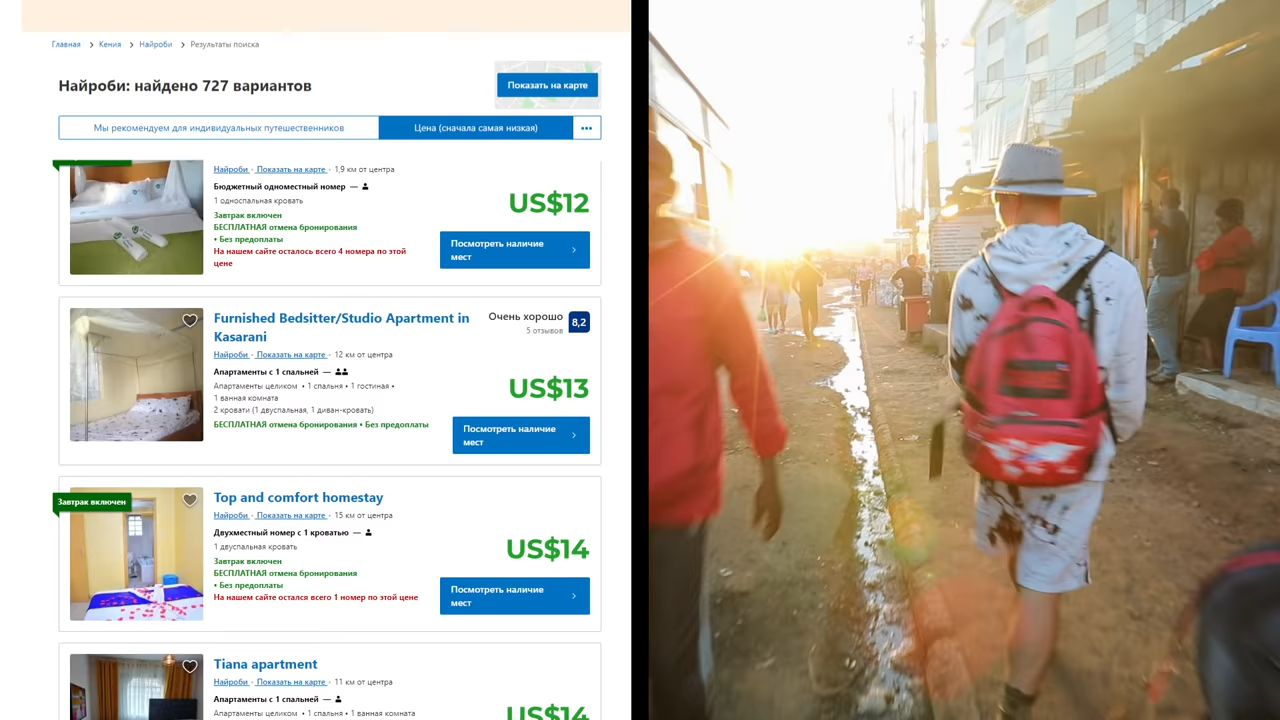 Главная > Кения > Найроби > Результаты поиска
Найроби: найдено 727 вариантов
Показать на карте
Мы рекомендуем для индивидуальных путешественников
Цена (сначала самая низкая)
•••
Найроби · Показать на карте · 1,9 км от центра
Бюджетный одноместный номер —
1 односпальная кровать
Завтрак включен
БЕСПЛАТНАЯ отмена бронирования
• Без предоплаты
На нашем сайте осталось всего 4 номера по этой
цене
US$12
Посмотреть наличие
мест
Furnished Bedsitter/Studio Apartment in
Kasarani
Очень хорошо
5 отзывов
8,2
Найроби · Показать на карте · 12 км от центра
Апартаменты с 1 спальней —
Апартаменты целиком • 1 спальня • 1 гостиная •
1 ванная комната
2 кровати (1 двуспальная, 1 диван-кровать)
БЕСПЛАТНАЯ отмена бронирования • Без предоплаты
US$13
Посмотреть наличие
мест
Завтрак включен
Top and comfort homestay
Найроби · Показать на карте · 15 км от центра
Двухместный номер с 1 кроватью —
1 двуспальная кровать
Завтрак включен
БЕСПЛАТНАЯ отмена бронирования
• Без предоплаты
На нашем сайте остался всего 1 номер по этой цене
US$14
Посмотреть наличие
мест
Tiana apartment
Найроби · Показать на карте · 11 км от центра
Апартаменты с 1 спальней —
Апартаменты целиком • 1 спальня • 1 ванная комната
US$14